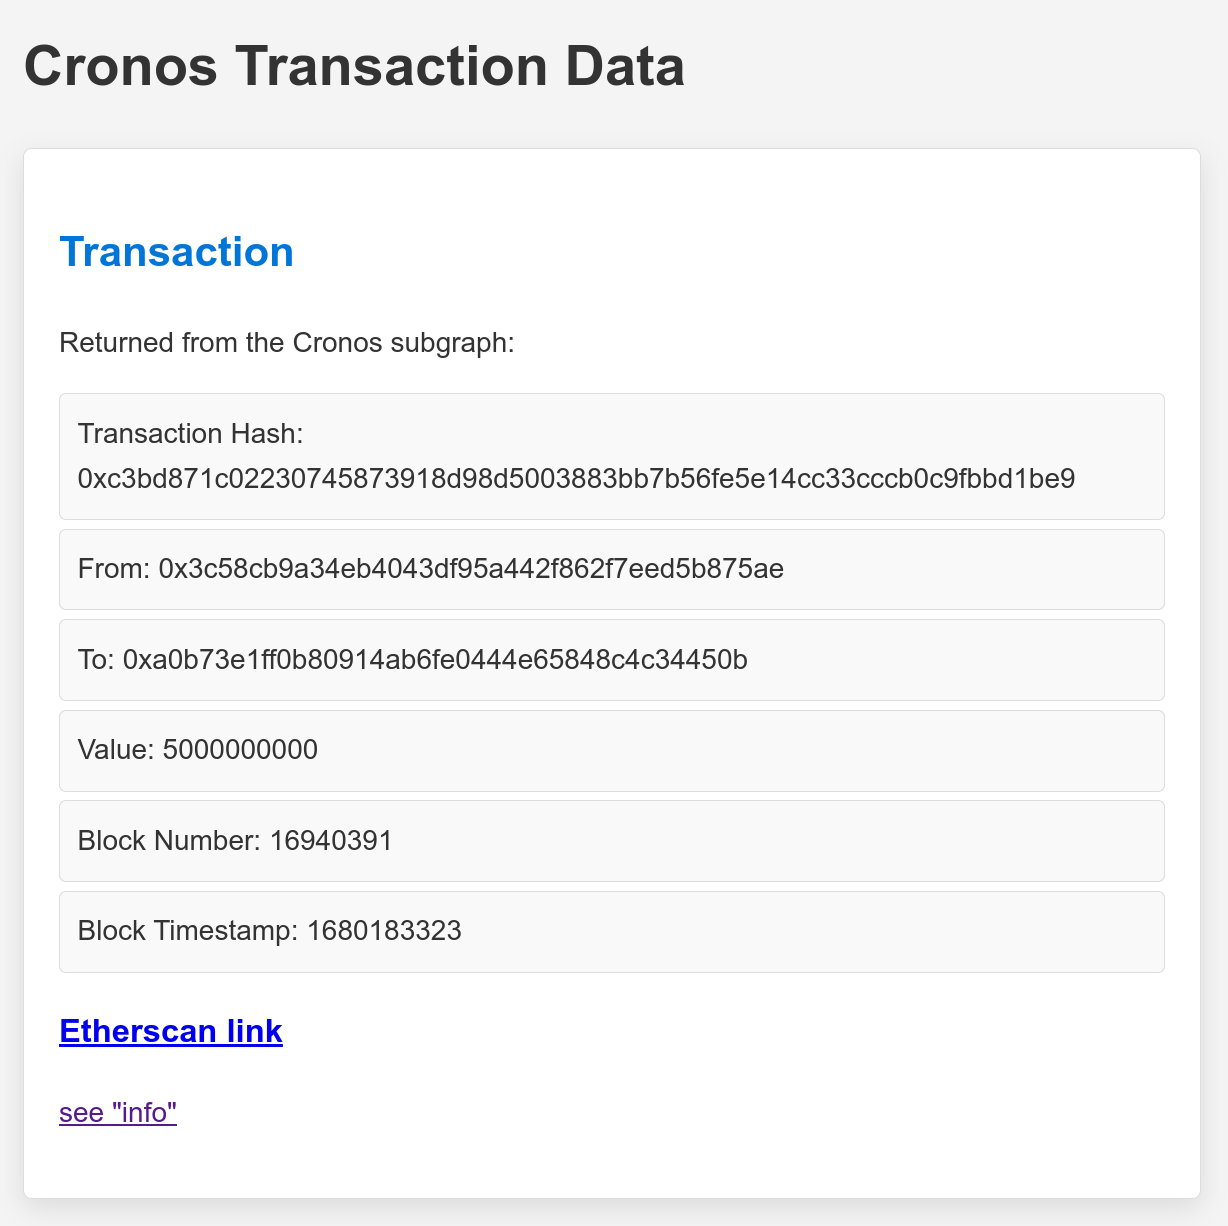 Cronos Transaction Data
Transaction
Returned from the Cronos subgraph:
Transaction Hash:
0xc3bd871c02230745873918d98d5003883bb7b56fe5e14cc33cccb0c9fbbd1be9
From: 0x3c58cb9a34eb4043df95a442f862f7eed5b875ae
To: 0xa0b73e1ff0b80914ab6fe0444e65848c4c34450b
Value: 5000000000
Block Number: 16940391
Block Timestamp: 1680183323
Etherscan link
see "info"